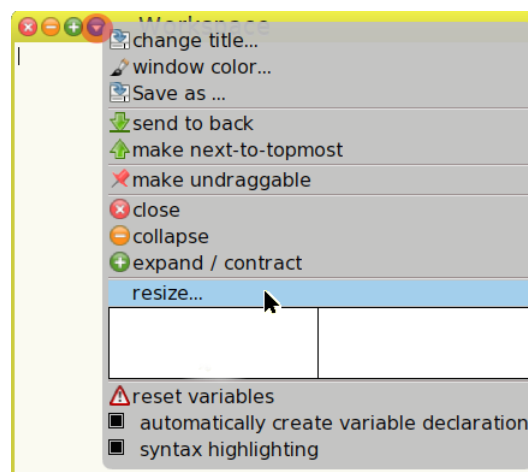 Workspace
change title...
window color...
Save as ...
send to back
make next-to-topmost
make undraggable
close
collapse
expand / contract
resize...
reset variables
automatically create variable declaration
syntax highlighting